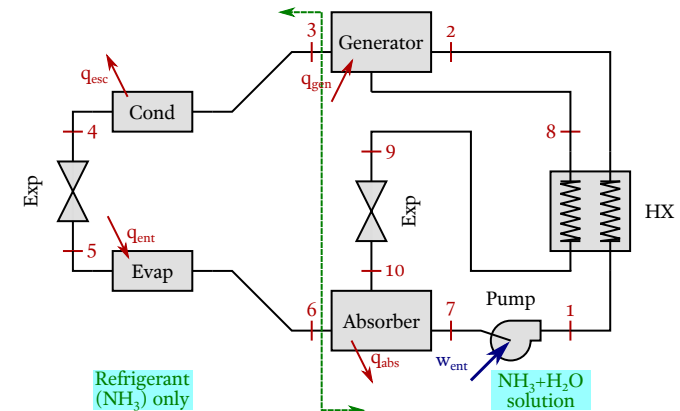 3
Generator
2
q_esc
q_gen
Cond
4
8
9
Exp
Exp
HX
q_ent
5
Evap
10
Pump
6
Absorber
7
1
q_abs
w_ent
Refrigerant
(NH₃) only
NH₃+H₂O
solution